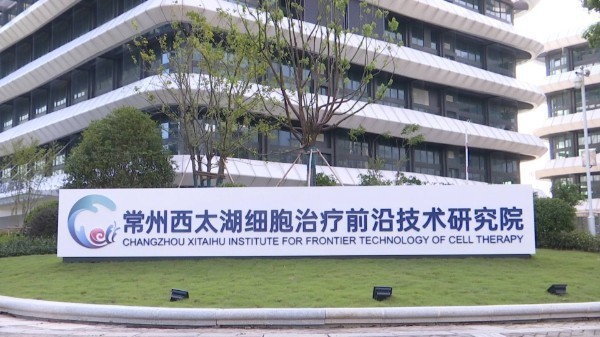 Cell
常州西太湖细胞治疗前沿技术研究院
CHANGZHOU XITAIHU INSTITUTE FOR FRONTIER TECHNOLOGY OF CELL THERAPY